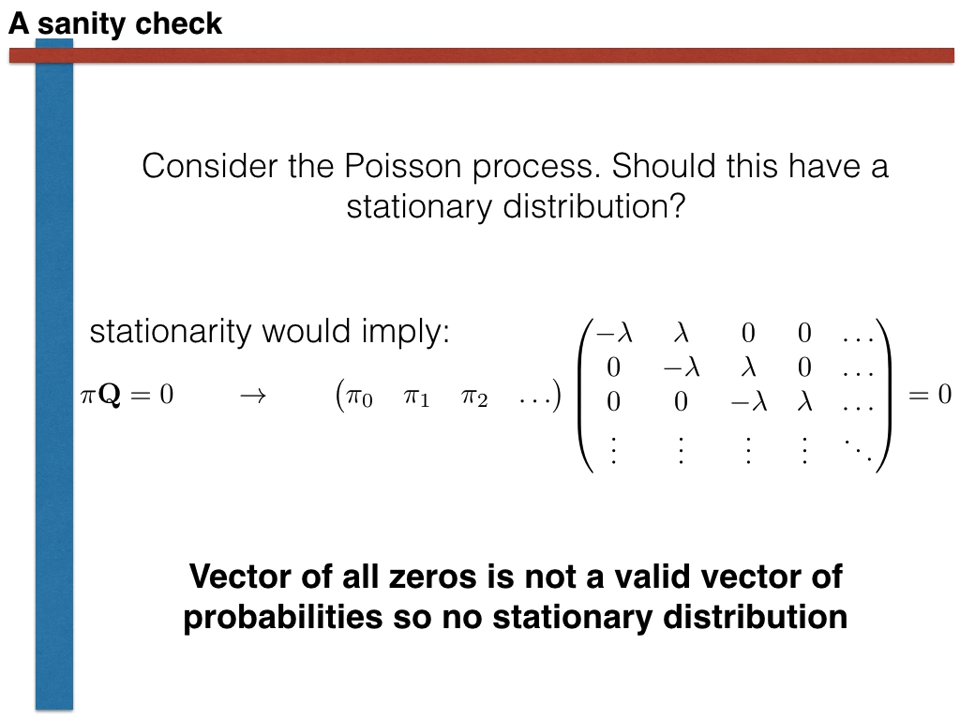 A sanity check
Consider the Poisson process. Should this have a
stationary distribution?
stationarity would imply:
πQ = 0 → (π₀ π₁ π₂ …) ( −λ λ 0 0 …
0 −λ λ 0 …
0 0 −λ λ …
⋮ ⋮ ⋮ ⋮ ⋱ ) = 0
Vector of all zeros is not a valid vector of
probabilities so no stationary distribution